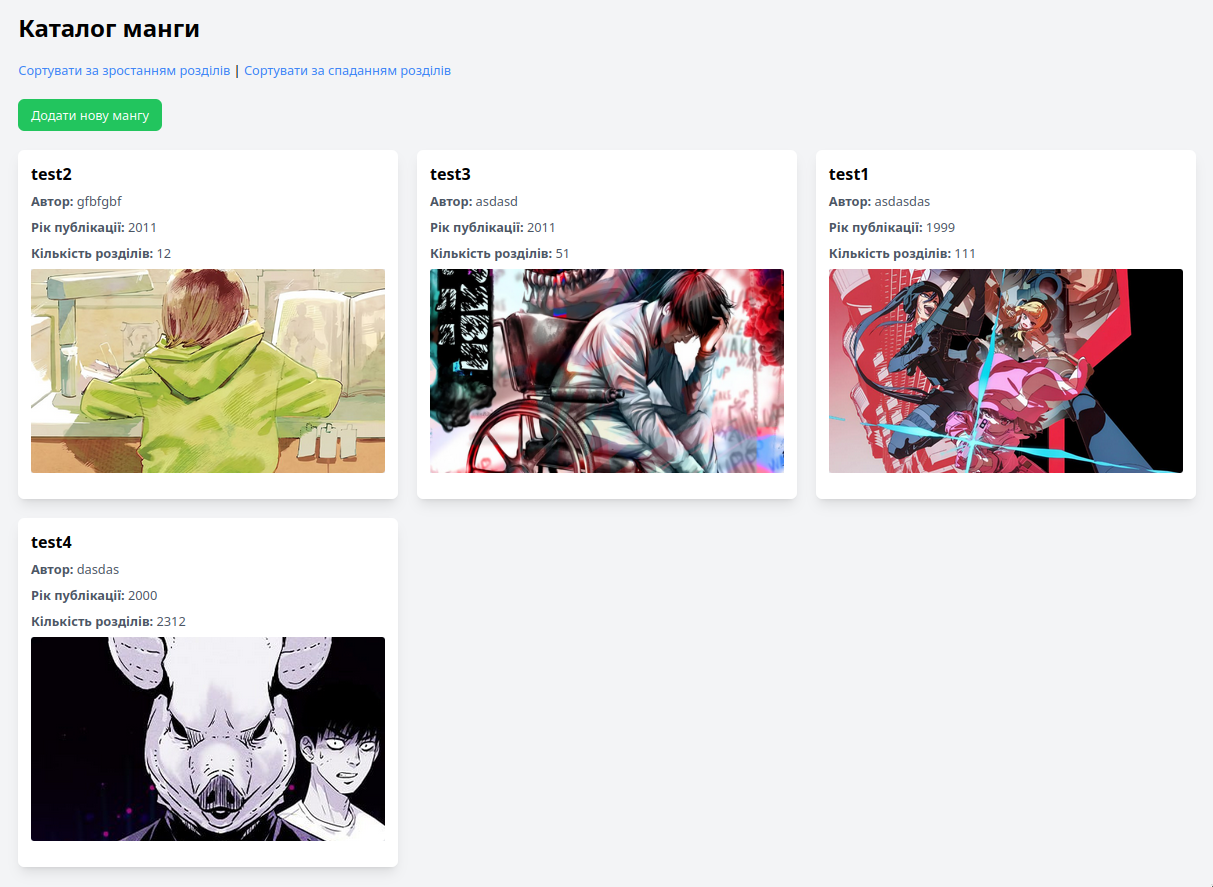 Каталог манги
Сортувати за зростанням розділів | Сортувати за спаданням розділів
Додати нову мангу
test2
Автор: gfbfgbf
Рік публікації: 2011
Кількість розділів: 12
test3
Автор: asdasd
Рік публікації: 2011
Кількість розділів: 51
test1
Автор: asdasdas
Рік публікації: 1999
Кількість розділів: 111
test4
Автор: dasdas
Рік публікації: 2000
Кількість розділів: 2312